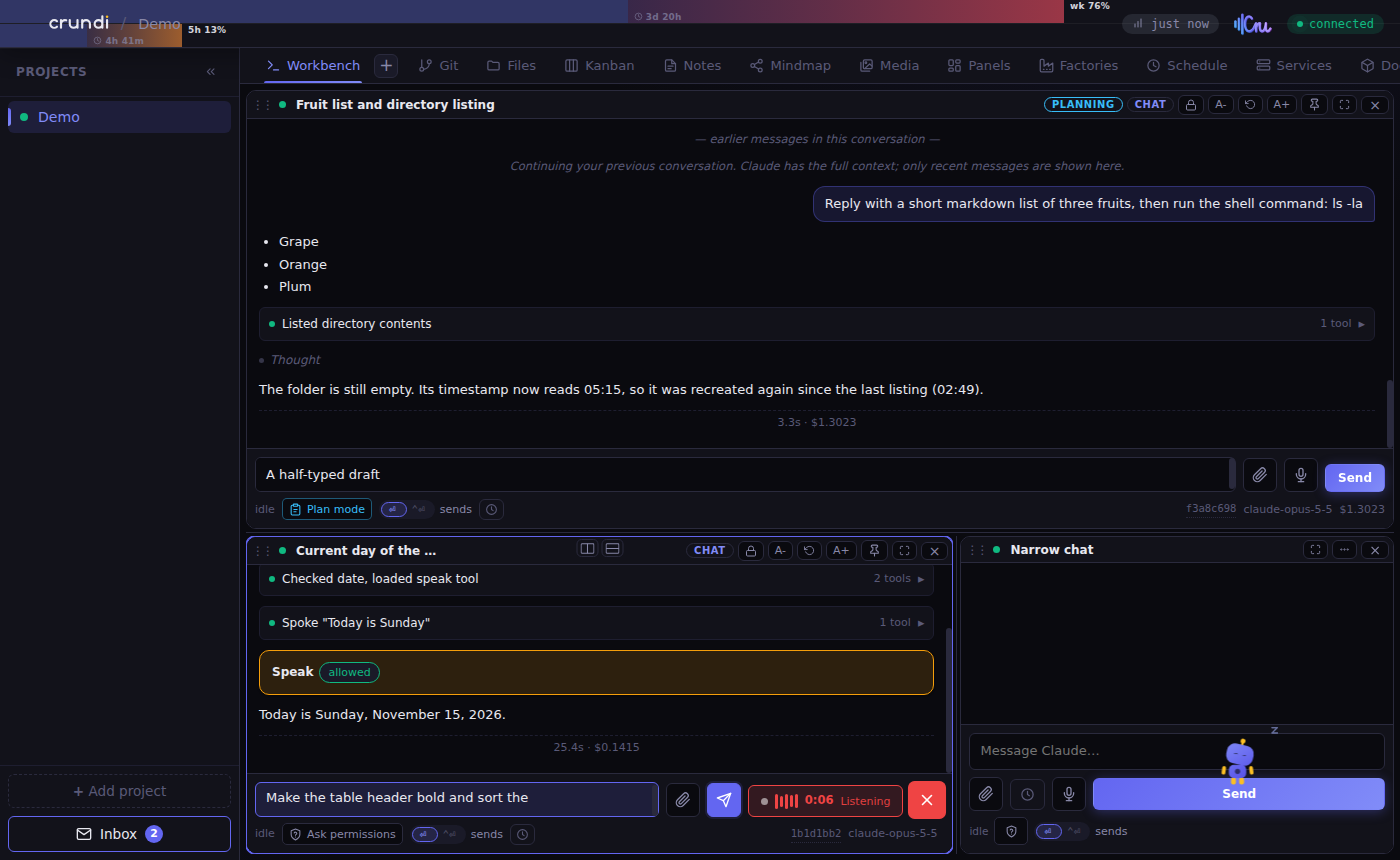 crundi / Demo
3d 20h
wk 76%
4h 41m
5h 13%
just now
Cru
connected
PROJECTS «
Demo
+ Add project
Inbox 2
Workbench + Git Files Kanban Notes Mindmap Media Panels Factories Schedule Services Do
Fruit list and directory listing PLANNING CHAT A- A+ ×
— earlier messages in this conversation —
Continuing your previous conversation. Claude has the full context; only recent messages are shown here.
Reply with a short markdown list of three fruits, then run the shell command: ls -la
• Grape
• Orange
• Plum
Listed directory contents 1 tool ▸
Thought
The folder is still empty. Its timestamp now reads 05:15, so it was recreated again since the last listing (02:49).
3.3s · $1.3023
A half-typed draft Send
idle Plan mode ⏎ ^⏎ sends f3a8c698 claude-opus-5-5 $1.3023
Current day of the … CHAT A- A+ ×
Checked date, loaded speak tool 2 tools ▸
Spoke "Today is Sunday" 1 tool ▸
Speak allowed
Today is Sunday, November 15, 2026.
25.4s · $0.1415
Make the table header bold and sort the 0:06 Listening ×
idle Ask permissions ⏎ ^⏎ sends 1b1d1bb2 claude-opus-5-5
Narrow chat ··· ×
z
Message Claude…
Send
idle ⏎ ^⏎ sends